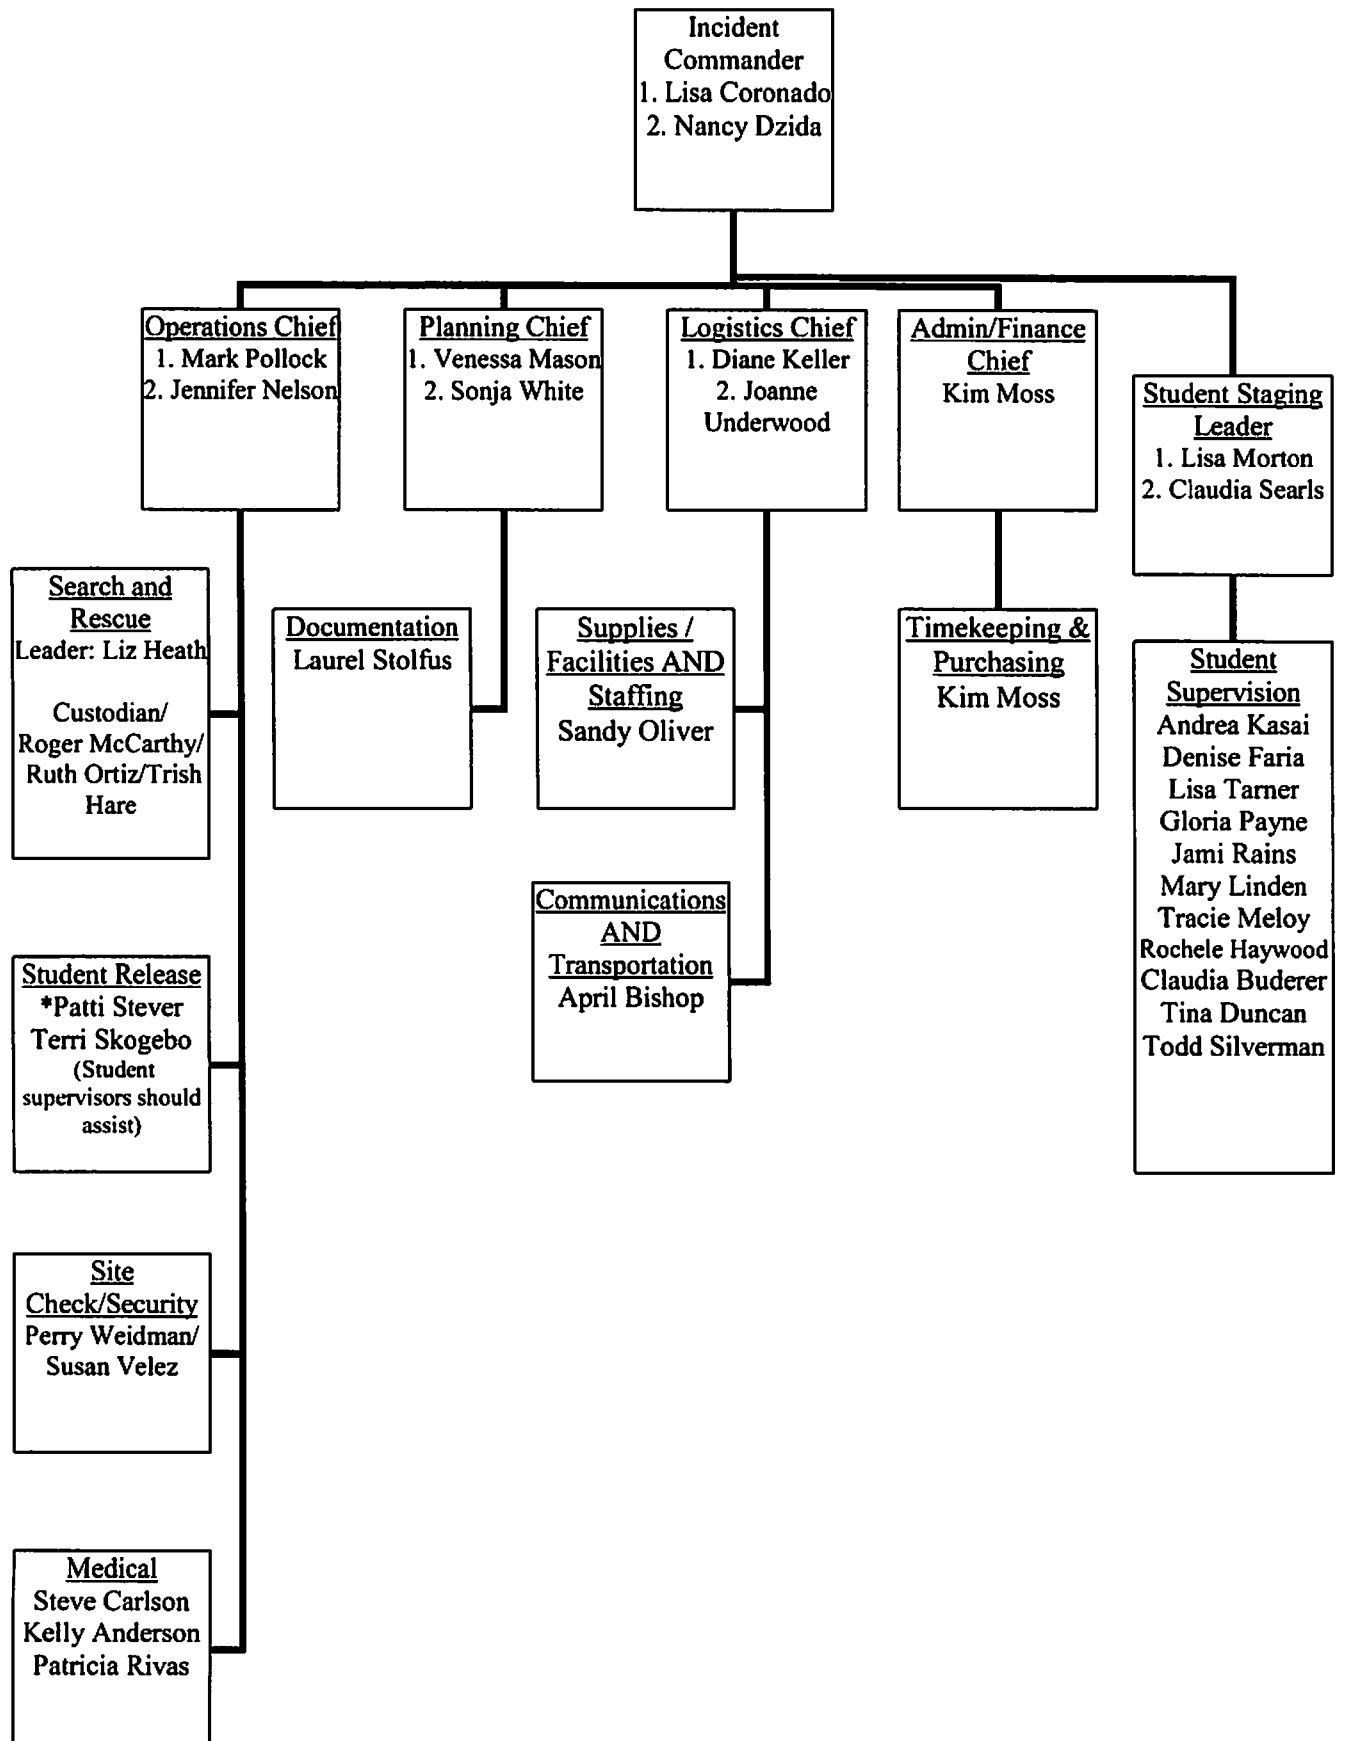 Incident
Commander
1. Lisa Coronado
2. Nancy Dzida
Operations Chief
1. Mark Pollock
2. Jennifer Nelson
Planning Chief
1. Venessa Mason
2. Sonja White
Logistics Chief
1. Diane Keller
2. Joanne
Underwood
Admin/Finance
Chief
Kim Moss
Student Staging
Leader
1. Lisa Morton
2. Claudia Searls
Search and
Rescue
Leader: Liz Heath
Custodian/
Roger McCarthy/
Ruth Ortiz/Trish
Hare
Documentation
Laurel Stolfus
Supplies /
Facilities AND
Staffing
Sandy Oliver
Timekeeping &
Purchasing
Kim Moss
Student
Supervision
Andrea Kasai
Denise Faria
Lisa Tarner
Gloria Payne
Jami Rains
Mary Linden
Tracie Meloy
Rochele Haywood
Claudia Buderer
Tina Duncan
Todd Silverman
Communications
AND
Transportation
April Bishop
Student Release
*Patti Stever
Terri Skogebo
(Student
supervisors should
assist)
Site
Check/Security
Perry Weidman/
Susan Velez
Medical
Steve Carlson
Kelly Anderson
Patricia Rivas